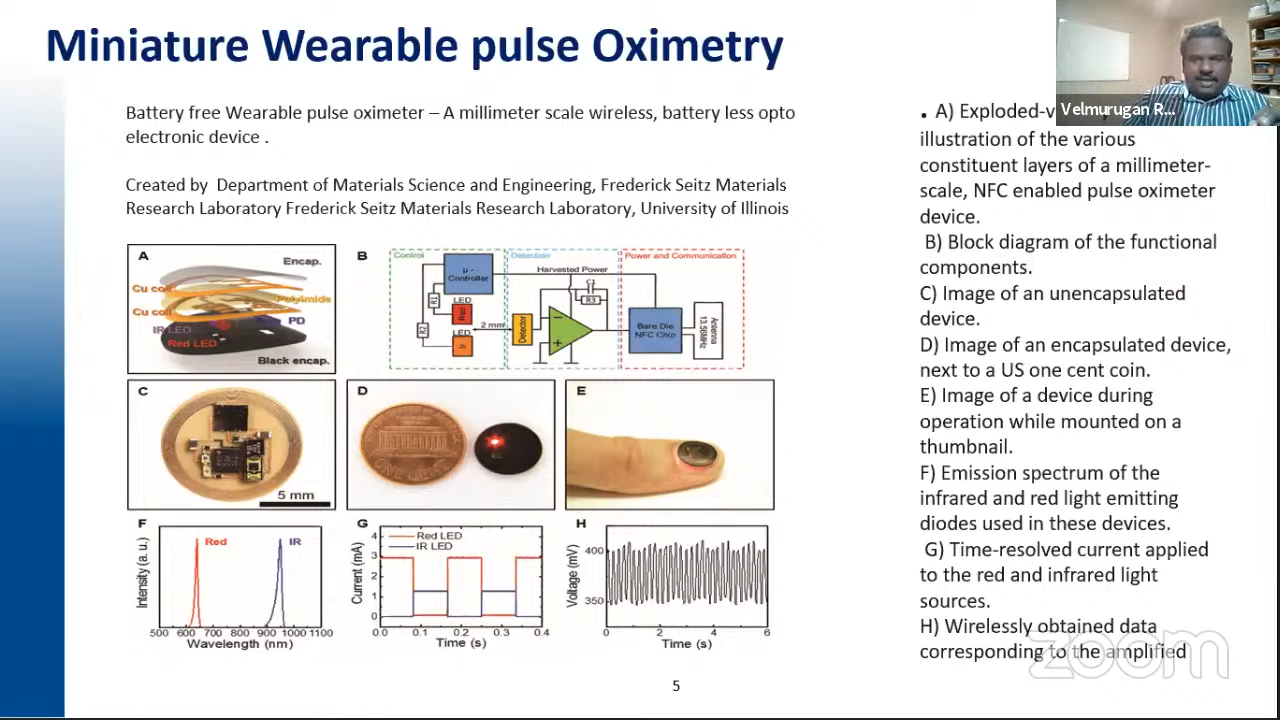 Miniature Wearable pulse Oximetry
Battery free Wearable pulse oximeter – A millimeter scale wireless, battery less opto
electronic device .
Created by Department of Materials Science and Engineering, Frederick Seitz Materials
Research Laboratory Frederick Seitz Materials Research Laboratory, University of Illinois
A
Encap.
Cu coil
Polyimide
Cu coil
PD
IR LED
Red LED
Black encap.
B
Control
Detection
Power and Communication
μ -
Controller
Harvested Power
C1
R3
R1
R2
LED
Red
LED
Ir
2 mm
Detector
Bare Die
NFC Chip
Antenna
13.56MHz
C
5 mm
D
E
F
Red
IR
Intensity (a. u.)
500 600 700 800 900 1000 1100
Wavelength (nm)
G
Red LED
IR LED
Current (mA)
4
3
2
1
0
0.0 0.1 0.2 0.3 0.4
Time (s)
H
Voltage (mV)
400
350
0 2 4 6
Time (s)
. A) Exploded-v
illustration of the various
constituent layers of a millimeter-
scale, NFC enabled pulse oximeter
device.
B) Block diagram of the functional
components.
C) Image of an unencapsulated
device.
D) Image of an encapsulated device,
next to a US one cent coin.
E) Image of a device during
operation while mounted on a
thumbnail.
F) Emission spectrum of the
infrared and red light emitting
diodes used in these devices.
G) Time-resolved current applied
to the red and infrared light
sources.
H) Wirelessly obtained data
corresponding to the amplified
Velmurugan R...
zoom
5